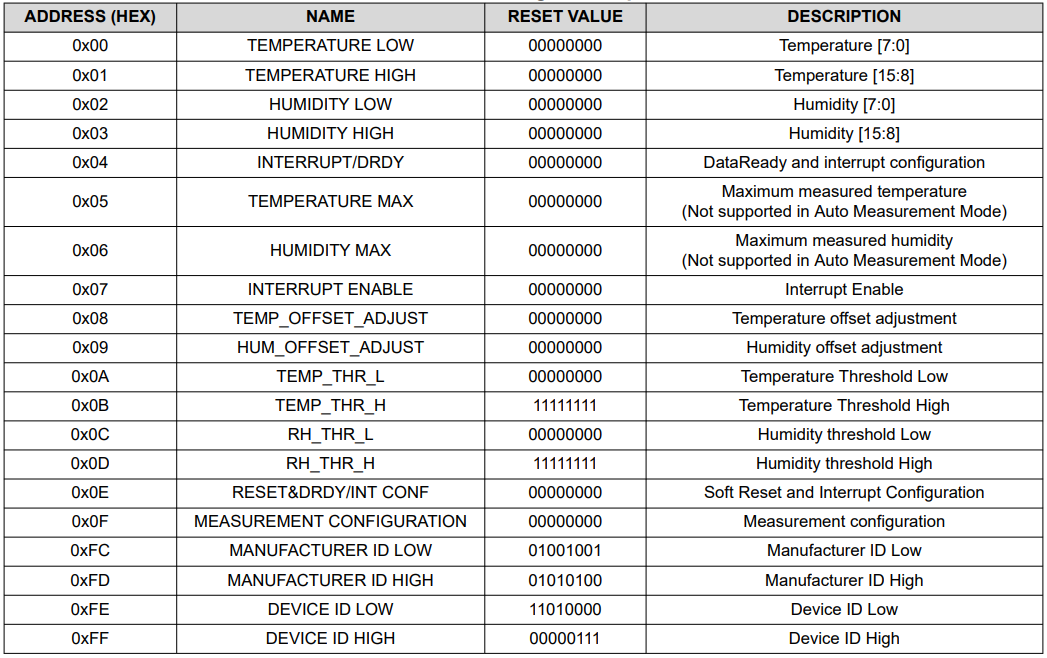 ADDRESS (HEX) NAME RESET VALUE DESCRIPTION
0x00 TEMPERATURE LOW 00000000 Temperature [7:0]
0x01 TEMPERATURE HIGH 00000000 Temperature [15:8]
0x02 HUMIDITY LOW 00000000 Humidity [7:0]
0x03 HUMIDITY HIGH 00000000 Humidity [15:8]
0x04 INTERRUPT/DRDY 00000000 DataReady and interrupt configuration
0x05 TEMPERATURE MAX 00000000 Maximum measured temperature
(Not supported in Auto Measurement Mode)
0x06 HUMIDITY MAX 00000000 Maximum measured humidity
(Not supported in Auto Measurement Mode)
0x07 INTERRUPT ENABLE 00000000 Interrupt Enable
0x08 TEMP_OFFSET_ADJUST 00000000 Temperature offset adjustment
0x09 HUM_OFFSET_ADJUST 00000000 Humidity offset adjustment
0x0A TEMP_THR_L 00000000 Temperature Threshold Low
0x0B TEMP_THR_H 11111111 Temperature Threshold High
0x0C RH_THR_L 00000000 Humidity threshold Low
0x0D RH_THR_H 11111111 Humidity threshold High
0x0E RESET&DRDY/INT CONF 00000000 Soft Reset and Interrupt Configuration
0x0F MEASUREMENT CONFIGURATION 00000000 Measurement configuration
0xFC MANUFACTURER ID LOW 01001001 Manufacturer ID Low
0xFD MANUFACTURER ID HIGH 01010100 Manufacturer ID High
0xFE DEVICE ID LOW 11010000 Device ID Low
0xFF DEVICE ID HIGH 00000111 Device ID High